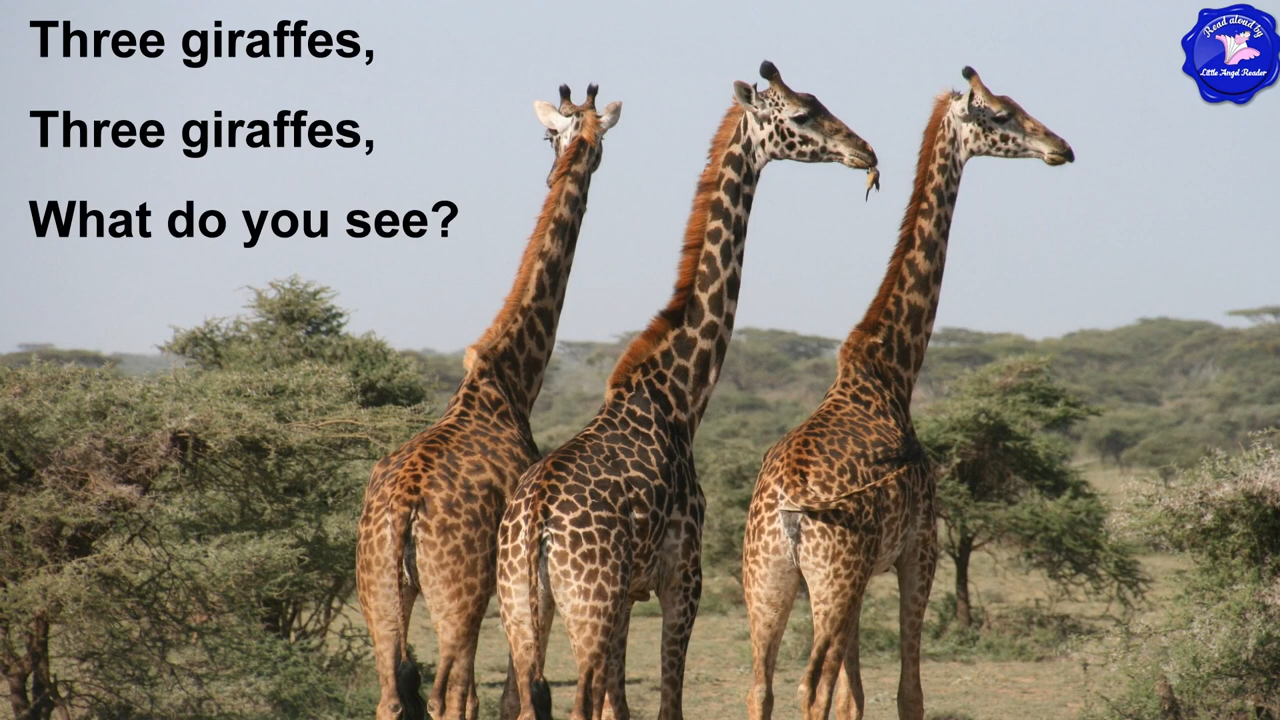 Three giraffes,
Three giraffes,
What do you see?
Read aloud by
Little Angel Reader